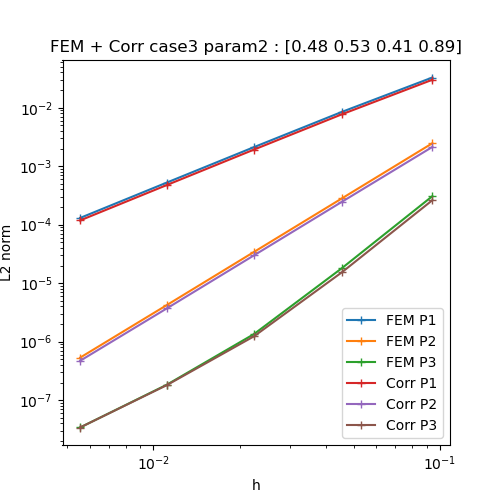 FEM + Corr case3 param2 : [0.48 0.53 0.41 0.89]
L2 norm
10⁻²
10⁻³
10⁻⁴
10⁻⁵
10⁻⁶
10⁻⁷
FEM P1
FEM P2
FEM P3
Corr P1
Corr P2
Corr P3
10⁻² 10⁻¹
h